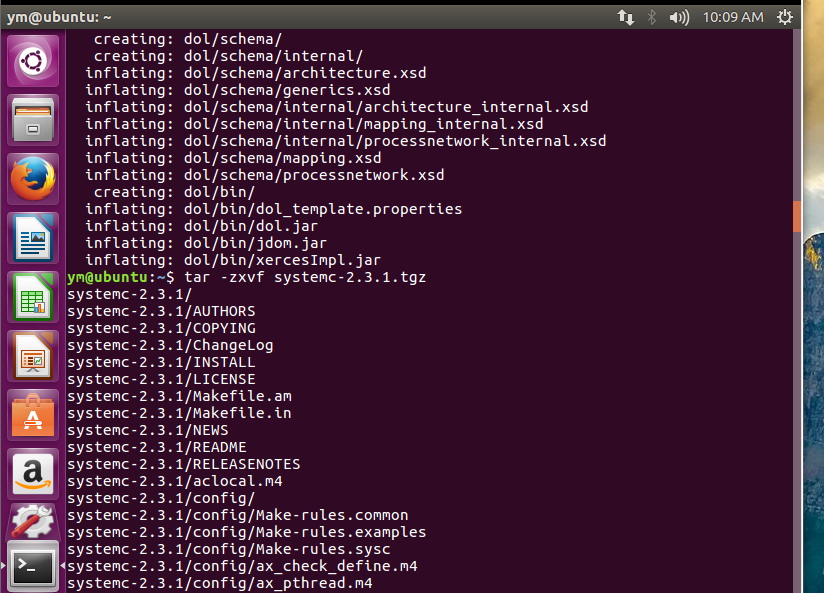 ym@ubuntu: ~
10:09 AM
creating: dol/schema/
creating: dol/schema/internal/
inflating: dol/schema/architecture.xsd
inflating: dol/schema/generics.xsd
inflating: dol/schema/internal/architecture_internal.xsd
inflating: dol/schema/internal/mapping_internal.xsd
inflating: dol/schema/internal/processnetwork_internal.xsd
inflating: dol/schema/mapping.xsd
inflating: dol/schema/processnetwork.xsd
creating: dol/bin/
inflating: dol/bin/dol_template.properties
inflating: dol/bin/dol.jar
inflating: dol/bin/jdom.jar
inflating: dol/bin/xercesImpl.jar
ym@ubuntu:~$ tar -zxvf systemc-2.3.1.tgz
systemc-2.3.1/
systemc-2.3.1/AUTHORS
systemc-2.3.1/COPYING
systemc-2.3.1/ChangeLog
systemc-2.3.1/INSTALL
systemc-2.3.1/LICENSE
systemc-2.3.1/Makefile.am
systemc-2.3.1/Makefile.in
systemc-2.3.1/NEWS
systemc-2.3.1/README
systemc-2.3.1/RELEASENOTES
systemc-2.3.1/aclocal.m4
systemc-2.3.1/config/
systemc-2.3.1/config/Make-rules.common
systemc-2.3.1/config/Make-rules.examples
systemc-2.3.1/config/Make-rules.sysc
systemc-2.3.1/config/ax_check_define.m4
systemc-2.3.1/config/ax_pthread.m4